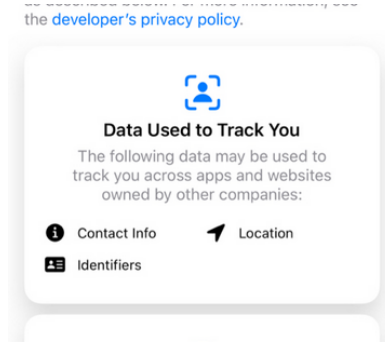 the developer's privacy policy.
Data Used to Track You
The following data may be used to
track you across apps and websites
owned by other companies:
Contact Info
Location
Identifiers